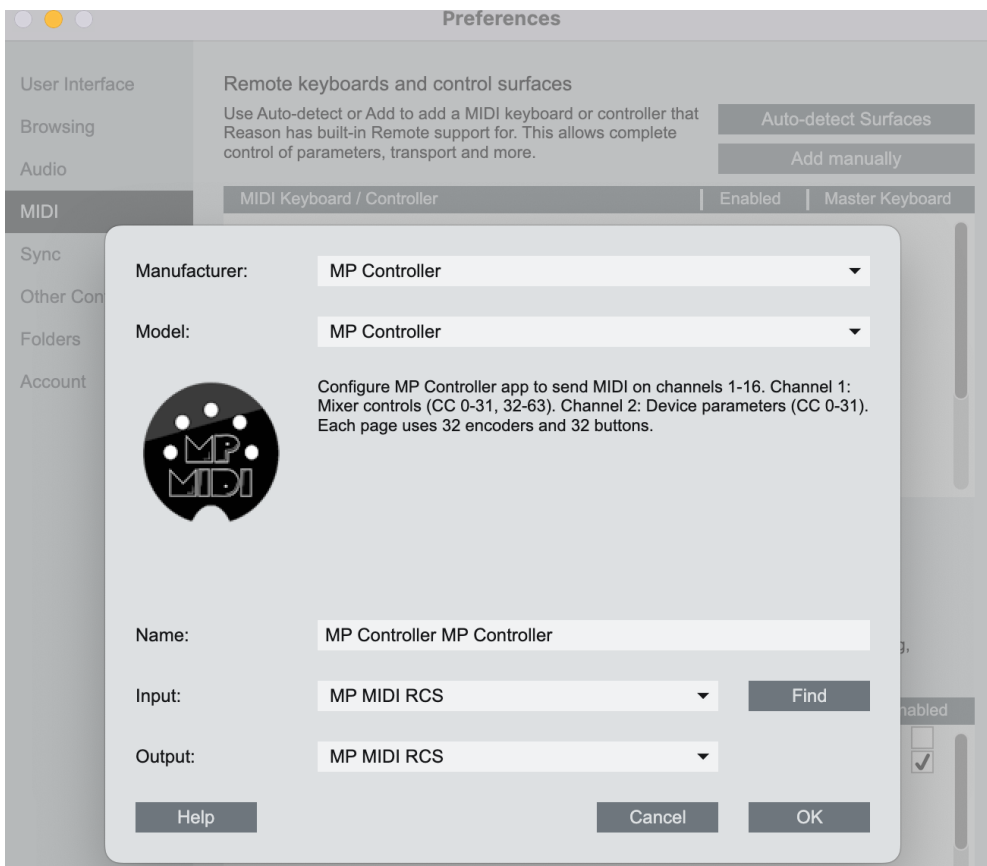 Preferences
User Interface
Browsing
Audio
MIDI
Sync
Other Con
Folders
Account
Remote keyboards and control surfaces
Use Auto-detect or Add to add a MIDI keyboard or controller that
Reason has built-in Remote support for. This allows complete
control of parameters, transport and more.
Auto-detect Surfaces
Add manually
MIDI Keyboard / Controller
Enabled
Master Keyboard
Manufacturer:
MP Controller
Model:
MP Controller
MP
MIDI
Configure MP Controller app to send MIDI on channels 1-16. Channel 1:
Mixer controls (CC 0-31, 32-63). Channel 2: Device parameters (CC 0-31).
Each page uses 32 encoders and 32 buttons.
Name:
MP Controller MP Controller
Input:
MP MIDI RCS
Find
Output:
MP MIDI RCS
Help
Cancel
OK